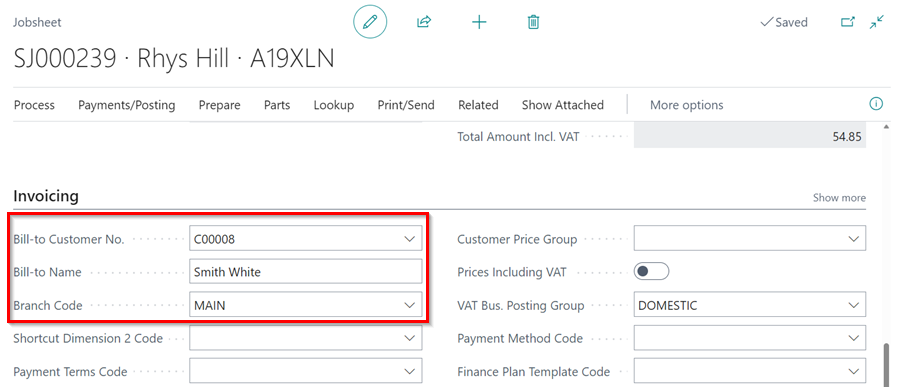 Jobsheet
Saved
SJ000239 · Rhys Hill · A19XLN
Process Payments/Posting Prepare Parts Lookup Print/Send Related Show Attached More options
Total Amount Incl. VAT 54.85
Invoicing Show more
Bill-to Customer No. C00008 Customer Price Group
Bill-to Name Smith White Prices Including VAT
Branch Code MAIN VAT Bus. Posting Group DOMESTIC
Shortcut Dimension 2 Code Payment Method Code
Payment Terms Code Finance Plan Template Code